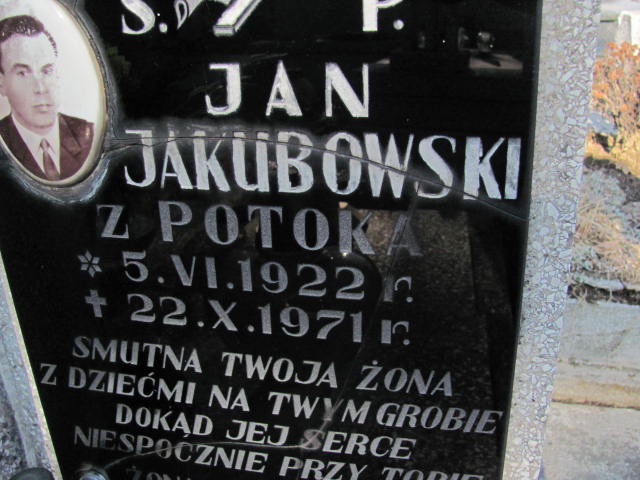 Ś. P.
JAN
JAKUBOWSKI
Z POTOKA
* 5.VI.1922 r.
+ 22.X.1971 r.
SMUTNA TWOJA ŻONA
Z DZIEĆMI NA TWYM GROBIE
DOKĄD JEJ SERCE
NIESPOCZNIE PRZY TOBIE